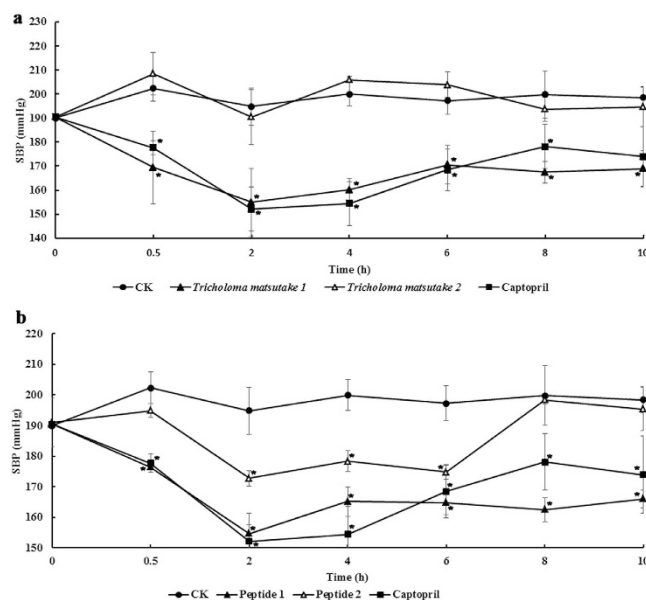 a
230
220
210
200
190
180
170
160
150
140
SBP (mmHg)
0 0.5 2 4 6 8 10
Time (h)
CK Tricholoma matsutake 1 Tricholoma matsutake 2 Captopril
b
220
210
200
190
180
170
160
150
SBP (mmHg)
0 0.5 2 4 6 8 10
Time (h)
CK Peptide 1 Peptide 2 Captopril